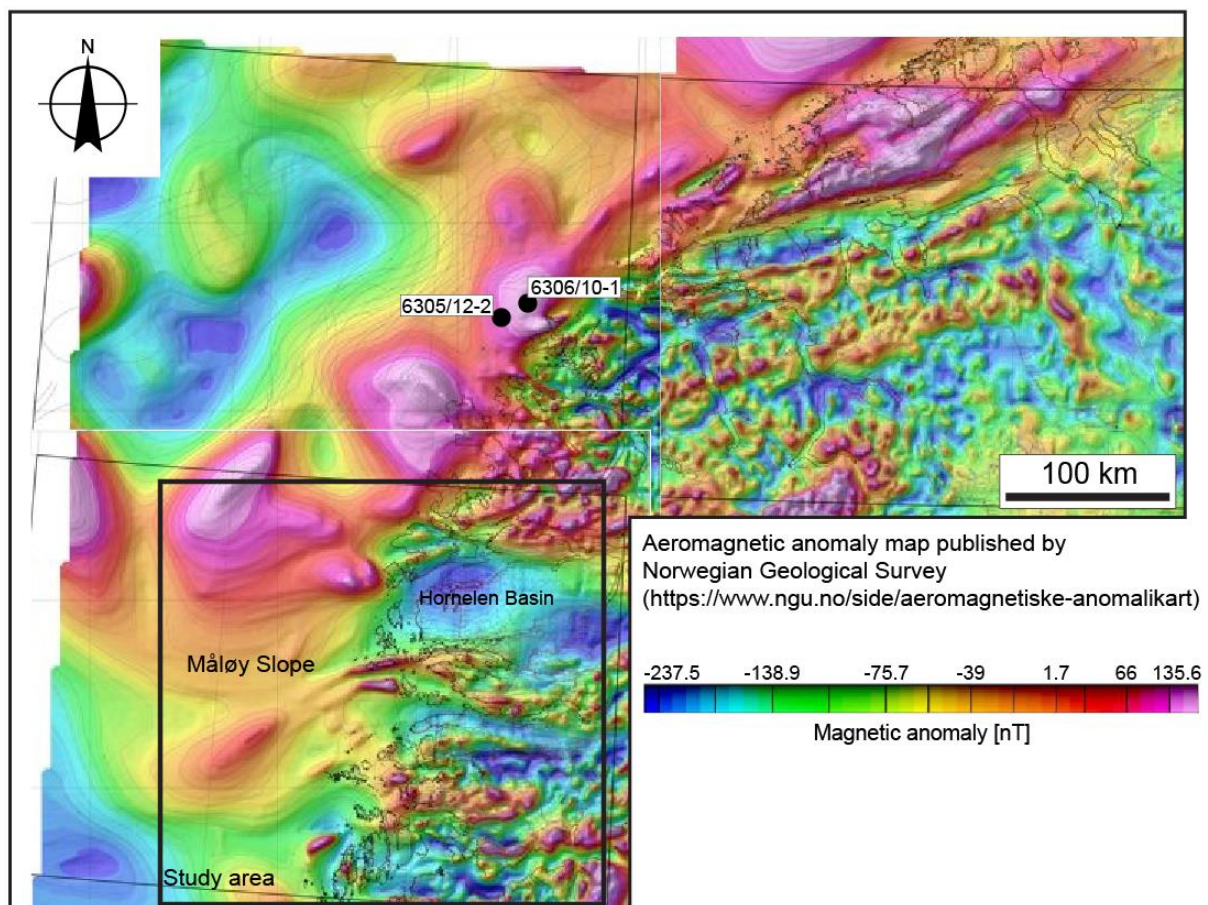 N
6306/10-1
6305/12-2
100 km
Aeromagnetic anomaly map published by
Norwegian Geological Survey
(https://www.ngu.no/side/aeromagnetiske-anomalikart)
Hornelen Basin
Måløy Slope
-237.5 -138.9 -75.7 -39 1.7 66 135.6
Magnetic anomaly [nT]
Study area